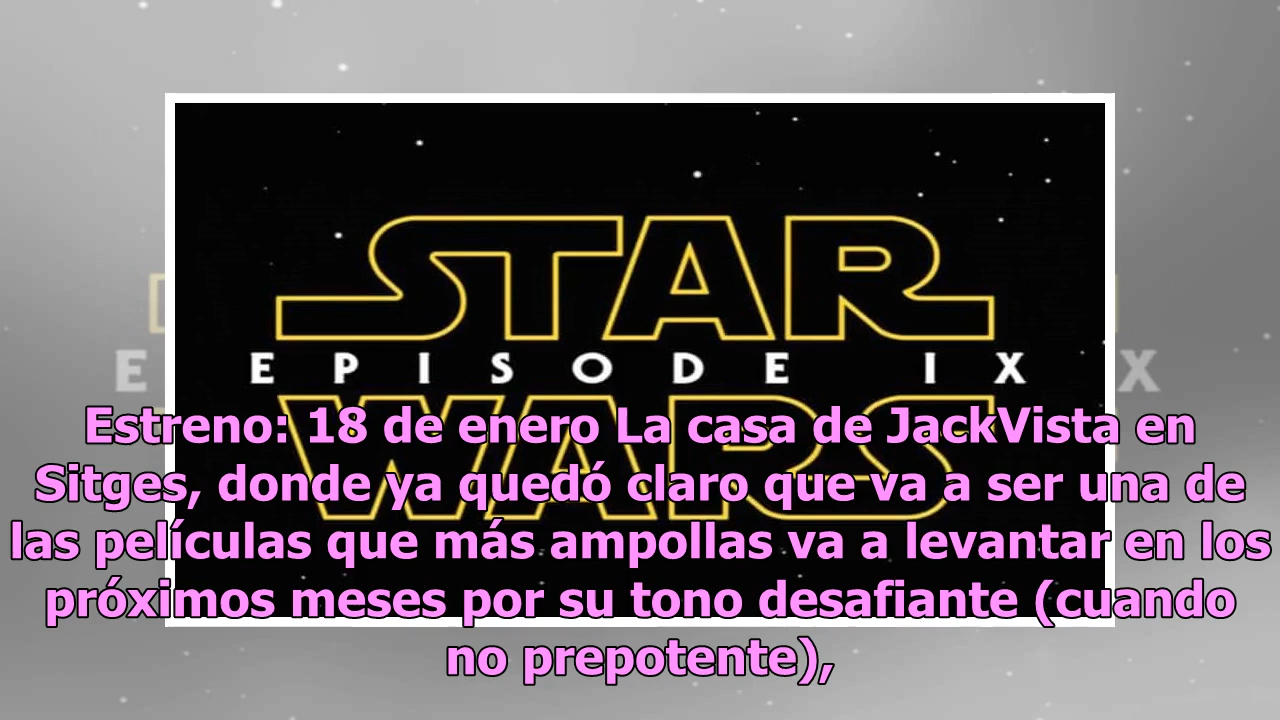 STAR
EPISODE IX
WARS
Estreno: 18 de enero La casa de JackVista en
Sitges, donde ya quedó claro que va a ser una de
las películas que más ampollas va a levantar en los
próximos meses por su tono desafiante (cuando
no prepotente),